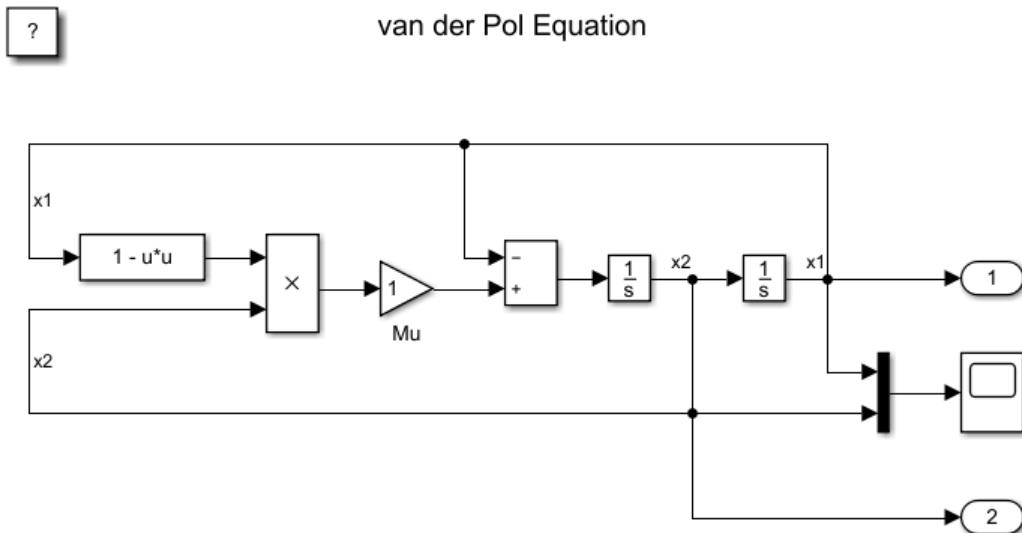 ?
van der Pol Equation
x1
1 - u*u
×
1
Mu
−
+
1
s
x2
1
s
x1
1
x2
2